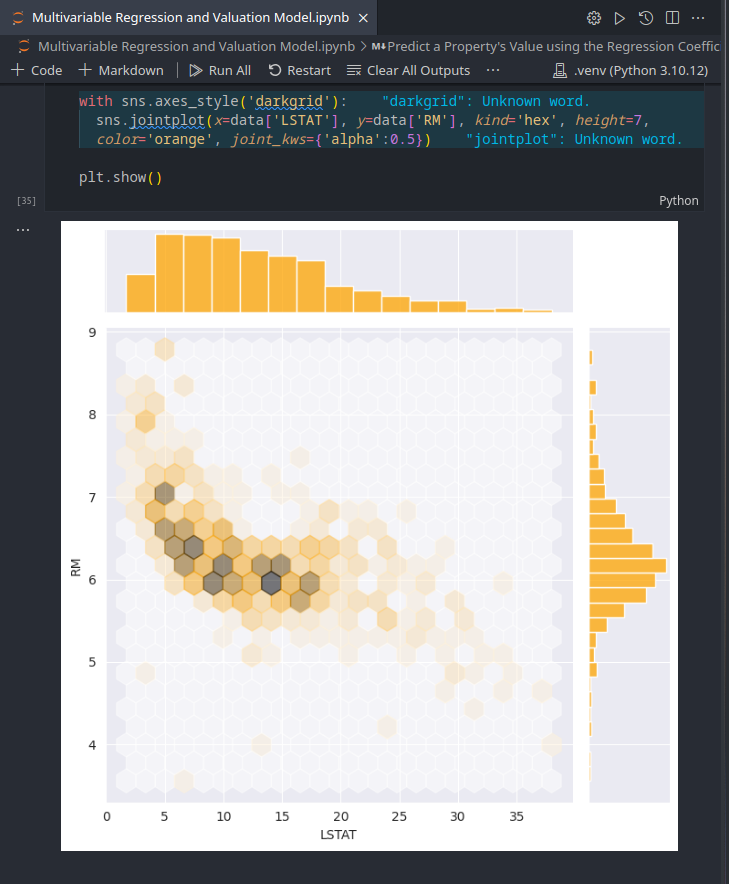 Multivariable Regression and Valuation Model.ipynb
Multivariable Regression and Valuation Model.ipynb > M↓Predict a Property's Value using the Regression Coeffic
+ Code + Markdown Run All Restart Clear All Outputs ··· .venv (Python 3.10.12)
with sns.axes_style('darkgrid'): "darkgrid": Unknown word.
sns.jointplot(x=data['LSTAT'], y=data['RM'], kind='hex', height=7,
color='orange', joint_kws={'alpha':0.5}) "jointplot": Unknown word.
plt.show()
[35]
Python
9
8
7
6
5
4
RM
0 5 10 15 20 25 30 35
LSTAT